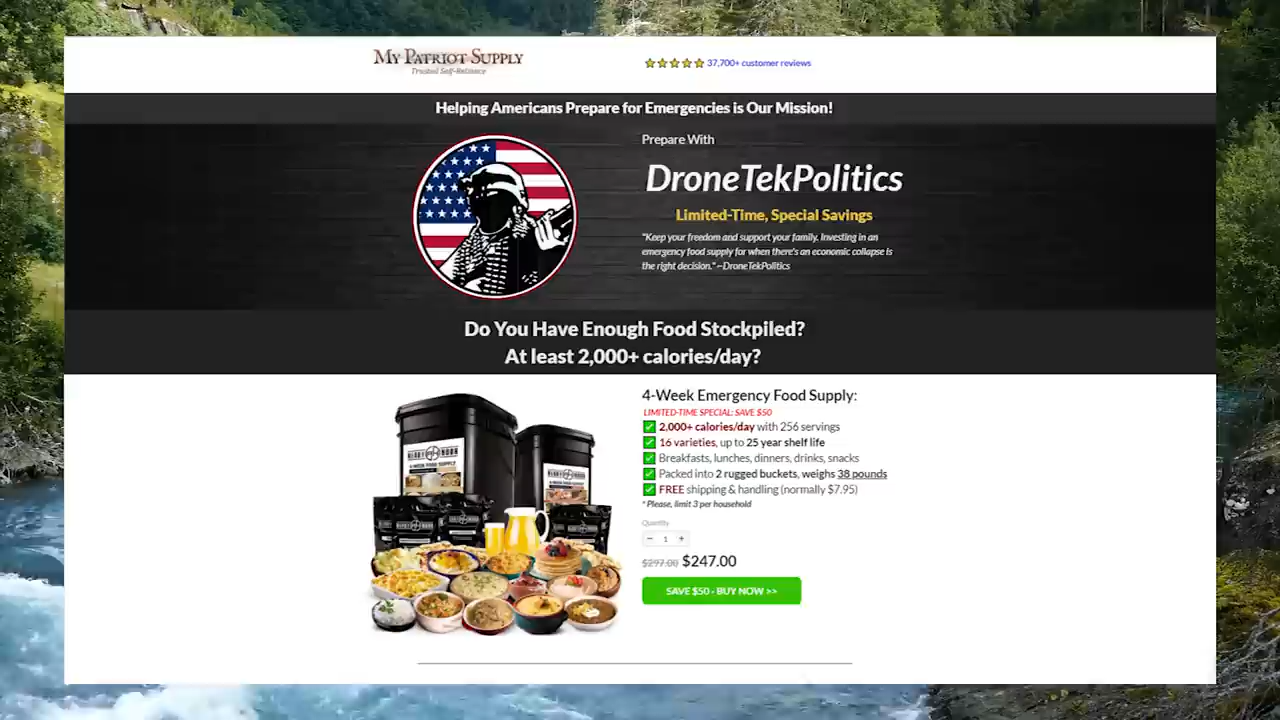 MY PATRIOT SUPPLY
Trusted Self-Reliance
37,700+ customer reviews
Helping Americans Prepare for Emergencies is Our Mission!
Prepare With
DroneTekPolitics
Limited-Time, Special Savings
"Keep your freedom and support your family. Investing in an
emergency food supply for when there's an economic collapse is
the right decision." ~DroneTekPolitics
Do You Have Enough Food Stockpiled?
At least 2,000+ calories/day?
4-Week Emergency Food Supply:
LIMITED-TIME SPECIAL: SAVE $50
2,000+ calories/day with 256 servings
16 varieties, up to 25 year shelf life
Breakfasts, lunches, dinners, drinks, snacks
Packed into 2 rugged buckets, weighs 38 pounds
FREE shipping & handling (normally $7.95)
* Please, limit 3 per household
Quantity
− 1 +
$297.00 $247.00
SAVE $50 - BUY NOW >>